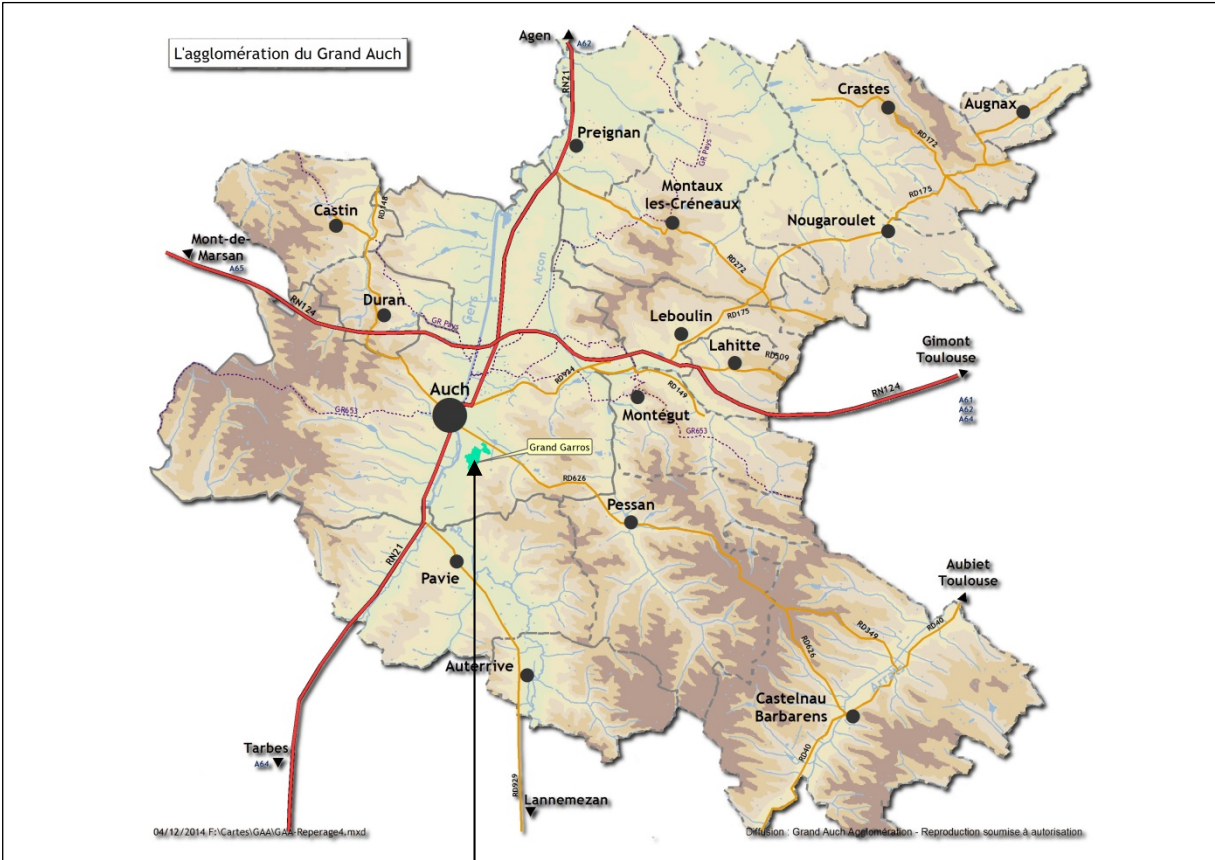 L'agglomération du Grand Auch
Agen
A62
RN21
Crastes
Augnax
Preignan
RD172
GR Pays
RD175
Montaux
les-Créneaux
Castin
RD148
Nougaroulet
Mont-de-
Marsan
A65
Arçon
RD272
Gers
RN124
Duran
GR Pays
Leboulin
RD175
Lahitte
RD509
Gimont
Toulouse
RD924
RD149
RN124
Auch
A61
A62
A64
GR653
Montégut
GR653
Grand Garros
RD626
Pessan
RN21
Pavie
Aubiet
Toulouse
RD349
RD40
RD626
Auterrive
Castelnau
Barbarens
Tarbes
A64
RD40
RD929
Lannemezan
04/12/2014 F:\Cartes\GAA\GAA-Reperage4.mxd
Diffusion : Grand Auch Agglomération - Reproduction soumise à autorisation